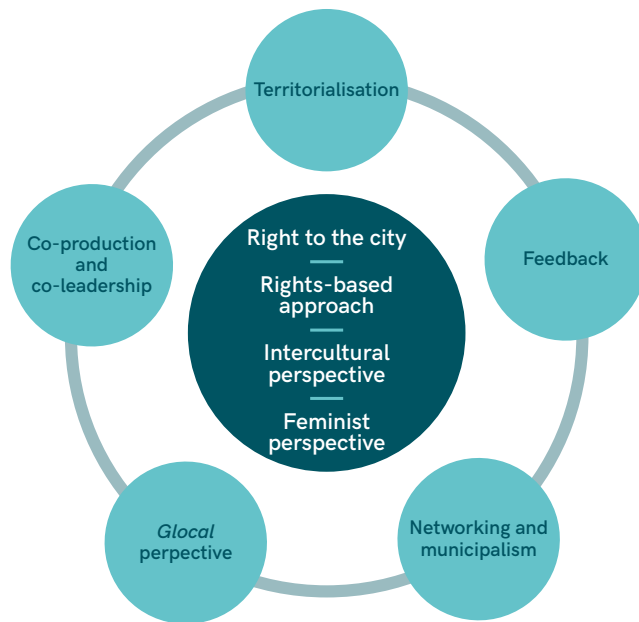 Territorialisation
Co-production
and
co-leadership
Feedback
Right to the city
Rights-based
approach
Intercultural
perspective
Feminist
perspective
Glocal
perpective
Networking and
municipalism